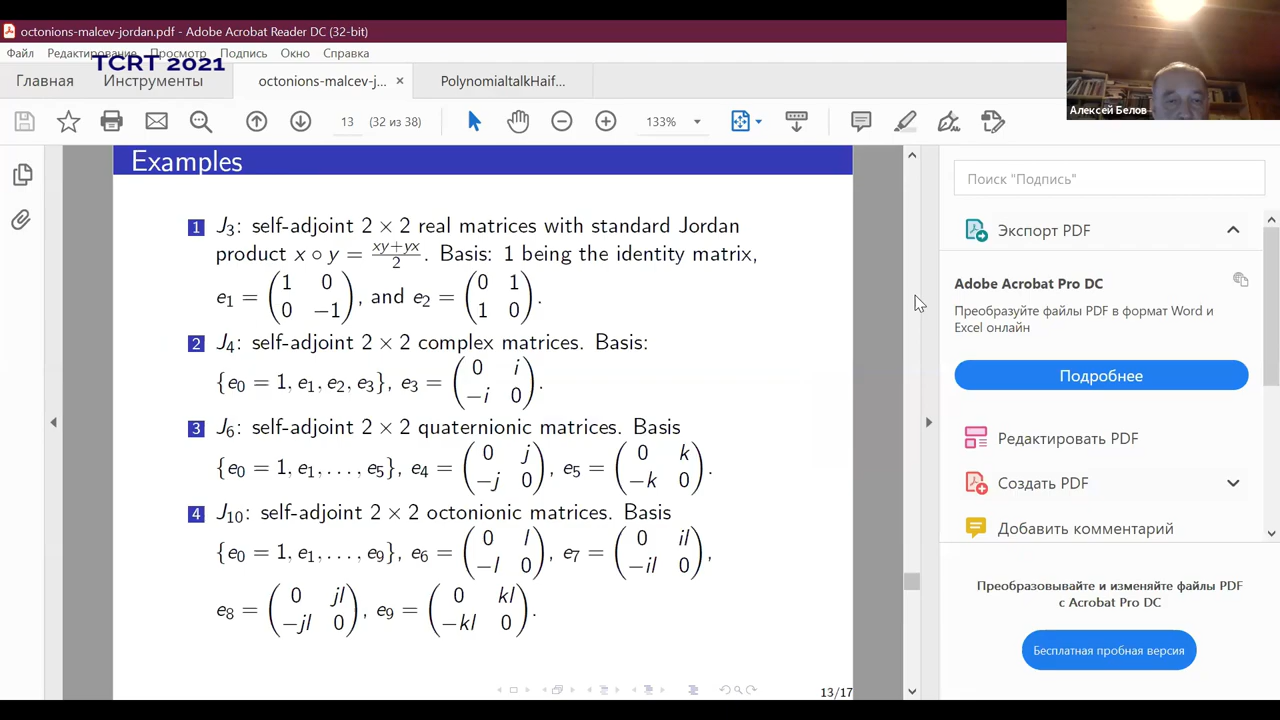 octonions-malcev-jordan.pdf - Adobe Acrobat Reader DC (32-bit)
Файл Редактирование Просмотр Подпись Окно Справка
TCRT 2021
Главная Инструменты octonions-malcev-j... × PolynomialtalkHaif...
13 (32 из 38) 133%
Алексей Белов
Examples
1 J₃: self-adjoint 2 × 2 real matrices with standard Jordan
product x ∘ y = (xy+yx)/2. Basis: 1 being the identity matrix,
e₁ = (1 0; 0 −1), and e₂ = (0 1; 1 0).
2 J₄: self-adjoint 2 × 2 complex matrices. Basis:
{e₀ = 1, e₁, e₂, e₃}, e₃ = (0 i; −i 0).
3 J₆: self-adjoint 2 × 2 quaternionic matrices. Basis
{e₀ = 1, e₁, . . . , e₅}, e₄ = (0 j; −j 0), e₅ = (0 k; −k 0).
4 J₁₀: self-adjoint 2 × 2 octonionic matrices. Basis
{e₀ = 1, e₁, . . . , e₉}, e₆ = (0 l; −l 0), e₇ = (0 il; −il 0),
e₈ = (0 jl; −jl 0), e₉ = (0 kl; −kl 0).
13/17
Поиск "Подпись"
Экспорт PDF
Adobe Acrobat Pro DC
Преобразуйте файлы PDF в формат Word и
Excel онлайн
Подробнее
Редактировать PDF
Создать PDF
Добавить комментарий
Преобразовывайте и изменяйте файлы PDF
с Acrobat Pro DC
Бесплатная пробная версия